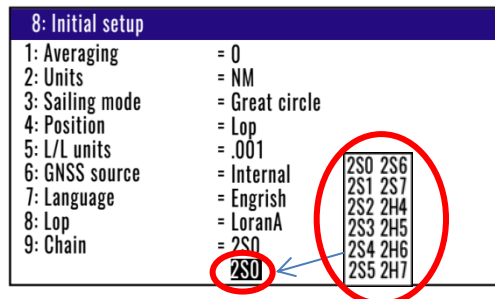 8: Initial setup
1: Averaging = 0
2: Units = NM
3: Sailing mode = Great circle
4: Position = Lop
5: L/L units = .001
6: GNSS source = Internal
7: Language = Engrish
8: Lop = LoranA
9: Chain = 2S0
2S0
2S0 2S6
2S1 2S7
2S2 2H4
2S3 2H5
2S4 2H6
2S5 2H7